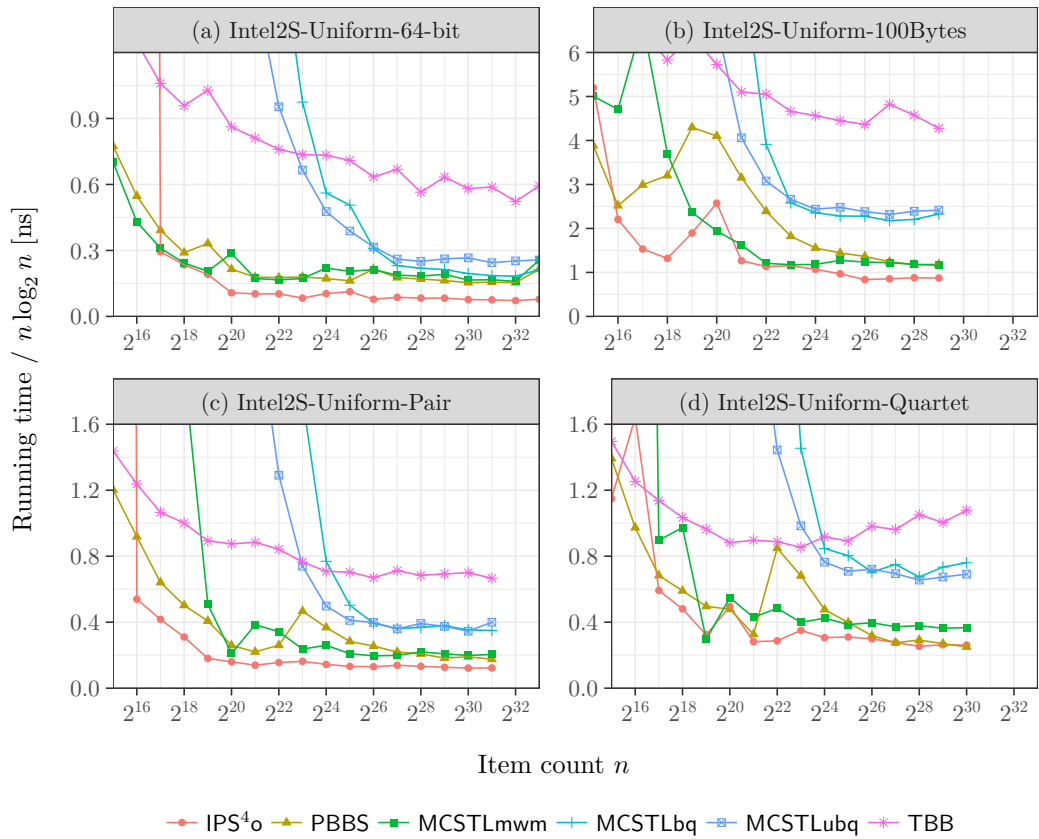 (a) Intel2S-Uniform-64-bit
(b) Intel2S-Uniform-100Bytes
0.9
0.6
0.3
0.0
6
5
4
3
2
1
0
2^16 2^18 2^20 2^22 2^24 2^26 2^28 2^30 2^32
2^16 2^18 2^20 2^22 2^24 2^26 2^28 2^30 2^32
(c) Intel2S-Uniform-Pair
(d) Intel2S-Uniform-Quartet
1.6
1.2
0.8
0.4
0.0
1.6
1.2
0.8
0.4
0.0
2^16 2^18 2^20 2^22 2^24 2^26 2^28 2^30 2^32
2^16 2^18 2^20 2^22 2^24 2^26 2^28 2^30 2^32
Running time / n log₂ n [ns]
Item count n
IPS⁴o PBBS MCSTLmwm MCSTLbq MCSTLubq TBB